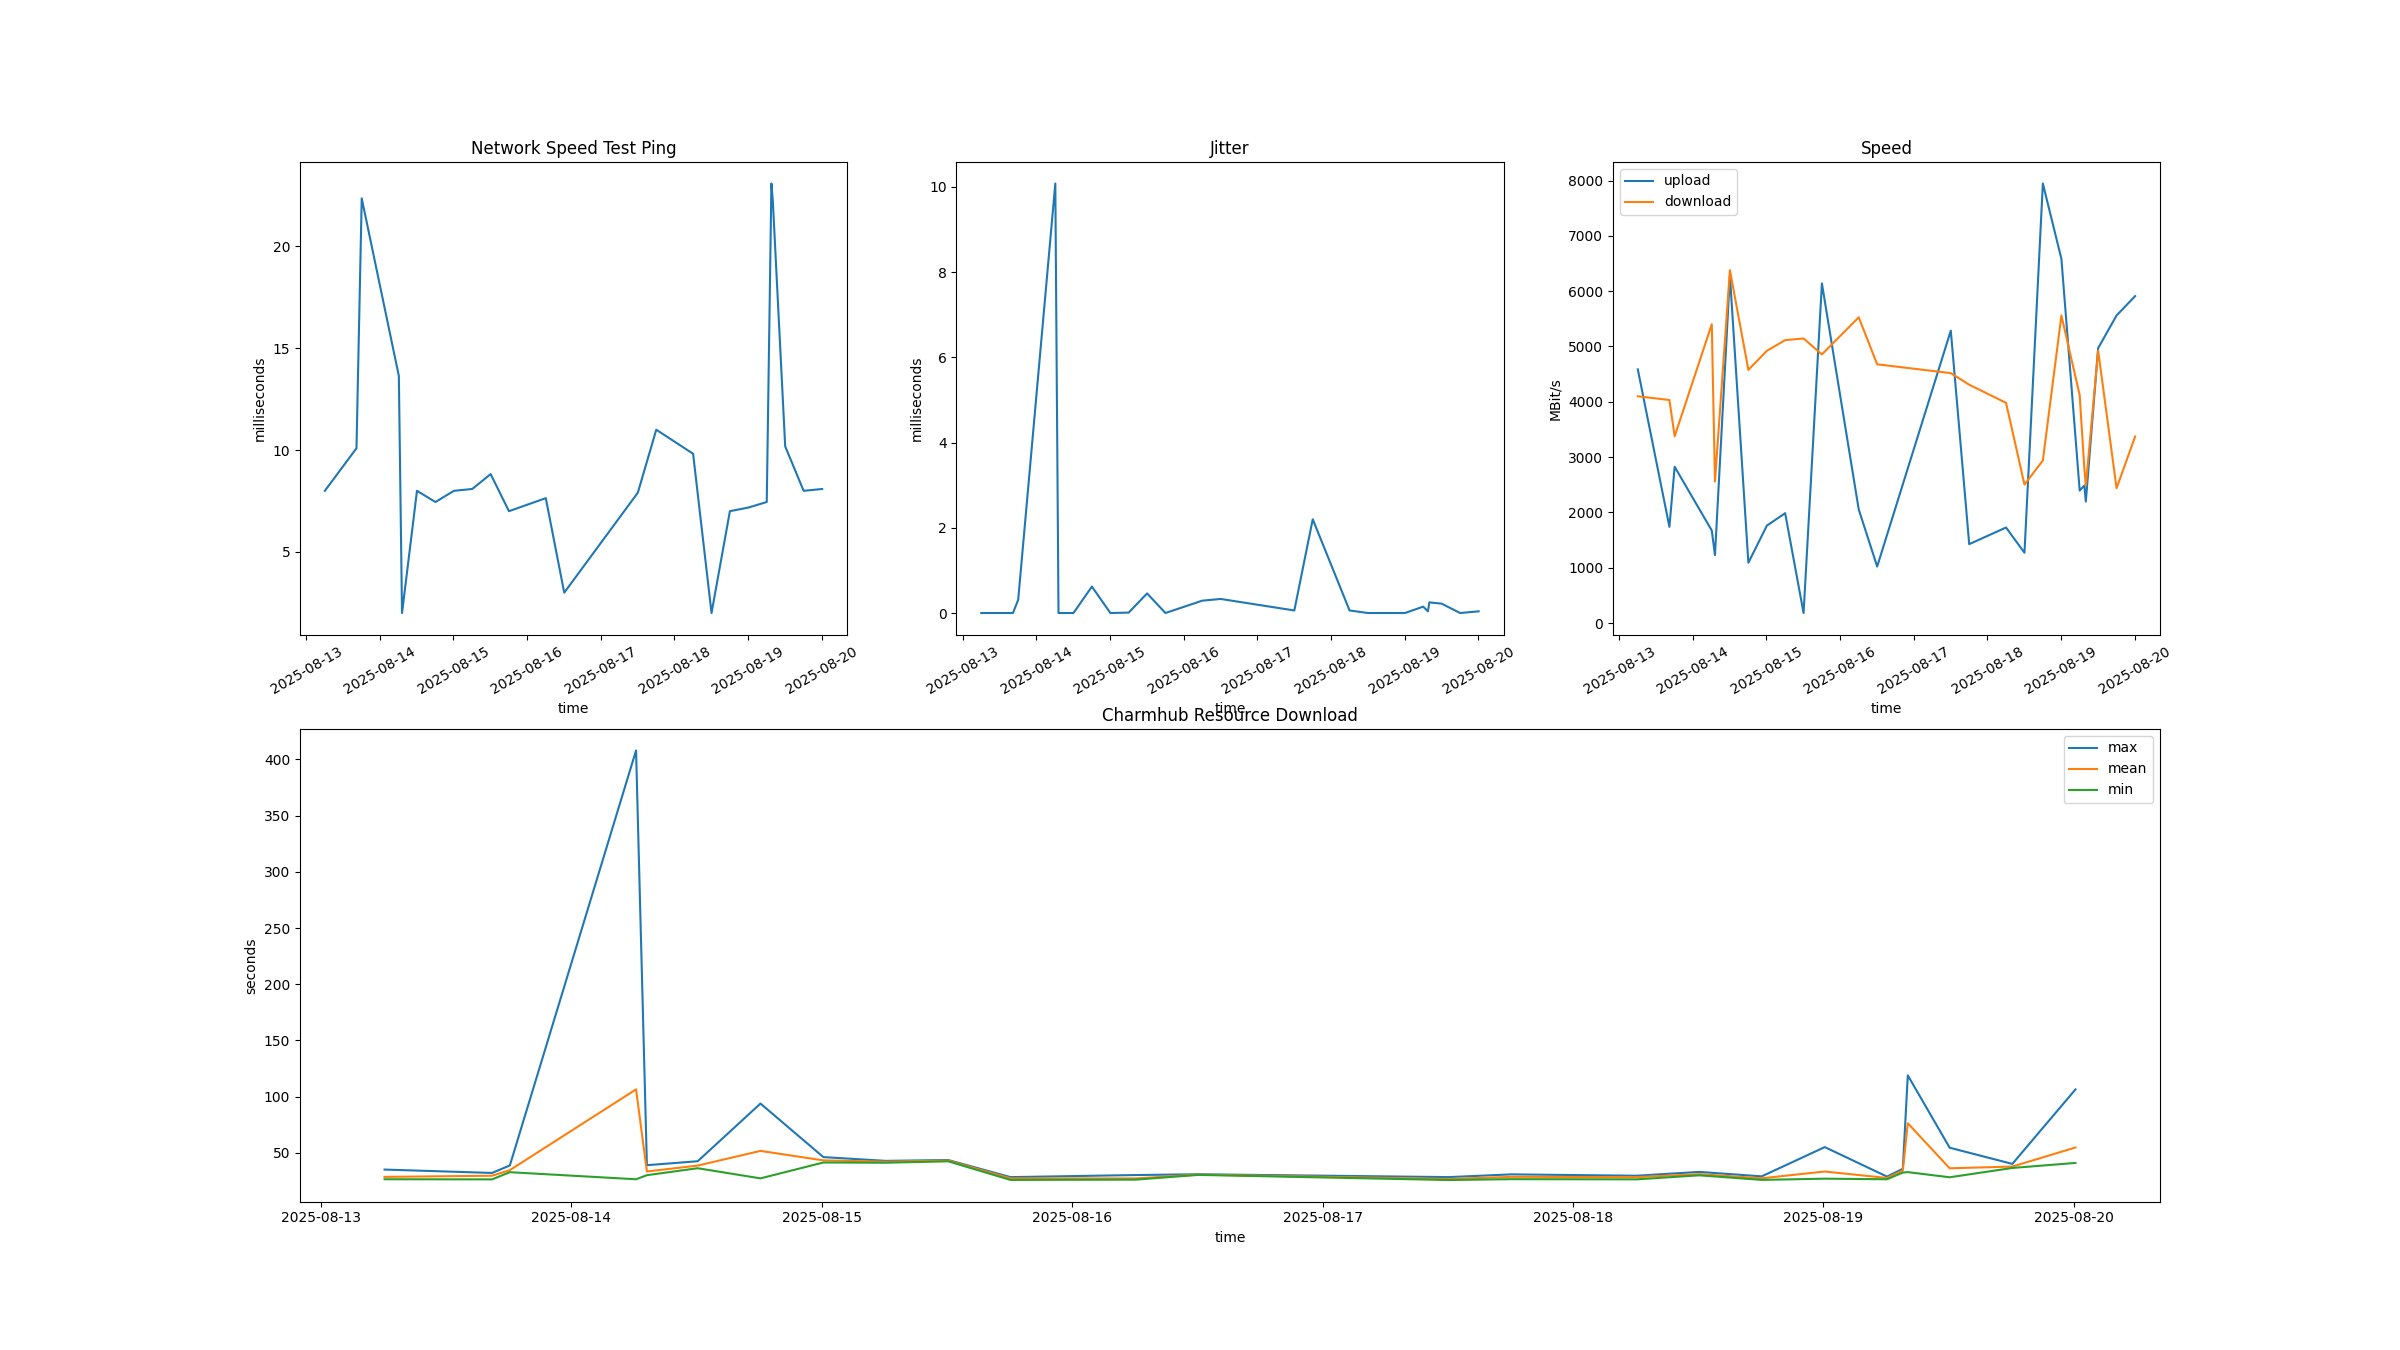 Network Speed Test Ping
milliseconds
20
15
10
5
2025-08-13 2025-08-14 2025-08-15 2025-08-16 2025-08-17 2025-08-18 2025-08-19 2025-08-20
time
Jitter
milliseconds
10
8
6
4
2
0
2025-08-13 2025-08-14 2025-08-15 2025-08-16 2025-08-17 2025-08-18 2025-08-19 2025-08-20
time
Speed
upload
download
MBit/s
8000
7000
6000
5000
4000
3000
2000
1000
0
2025-08-13 2025-08-14 2025-08-15 2025-08-16 2025-08-17 2025-08-18 2025-08-19 2025-08-20
time
Charmhub Resource Download
max
mean
min
seconds
400
350
300
250
200
150
100
50
2025-08-13 2025-08-14 2025-08-15 2025-08-16 2025-08-17 2025-08-18 2025-08-19 2025-08-20
time